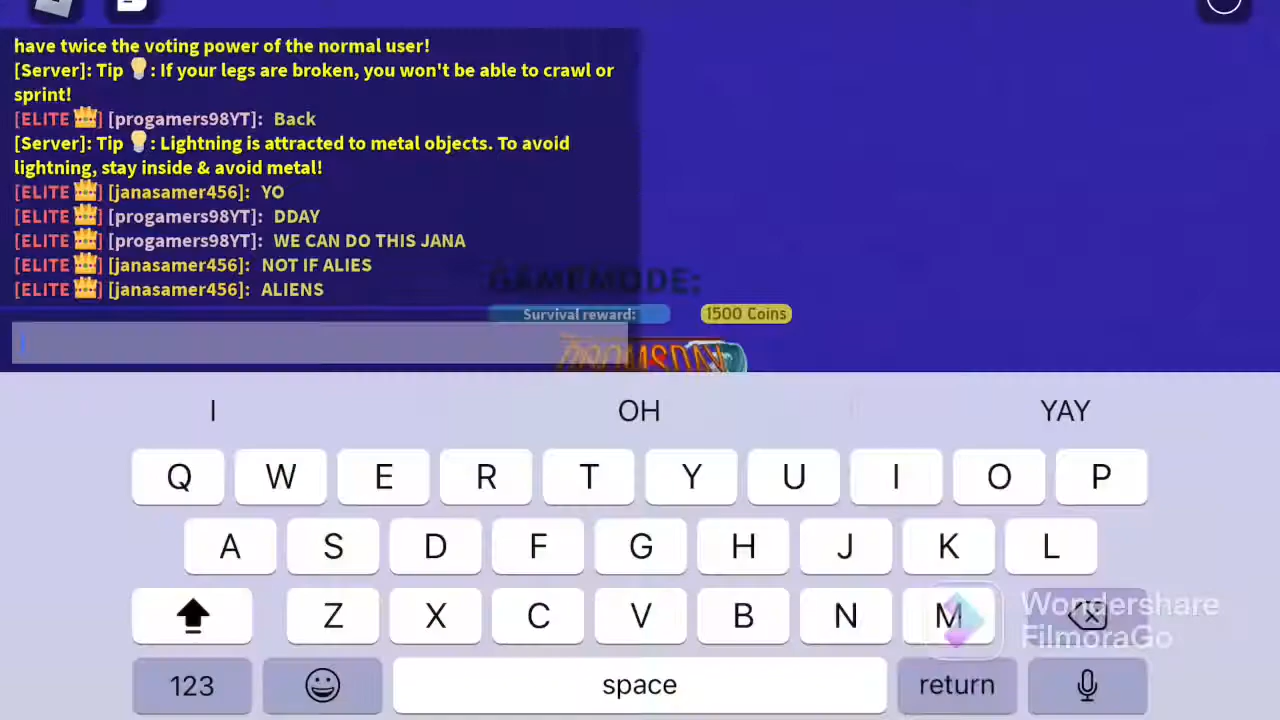 have twice the voting power of the normal user!
[Server]: Tip 💡: If your legs are broken, you won't be able to crawl or
sprint!
[ELITE👑] [progamers98YT]: Back
[Server]: Tip 💡: Lightning is attracted to metal objects. To avoid
lightning, stay inside & avoid metal!
[ELITE👑] [janasamer456]: YO
[ELITE👑] [progamers98YT]: DDAY
[ELITE👑] [progamers98YT]: WE CAN DO THIS JANA
[ELITE👑] [janasamer456]: NOT IF ALIES
[ELITE👑] [janasamer456]: ALIENS
GAMEMODE:
Survival reward: 1500 Coins
DOOMSDAY
I OH YAY
Q W E R T Y U I O P
A S D F G H J K L
Z X C V B N M
Wondershare
FilmoraGo
123 space return